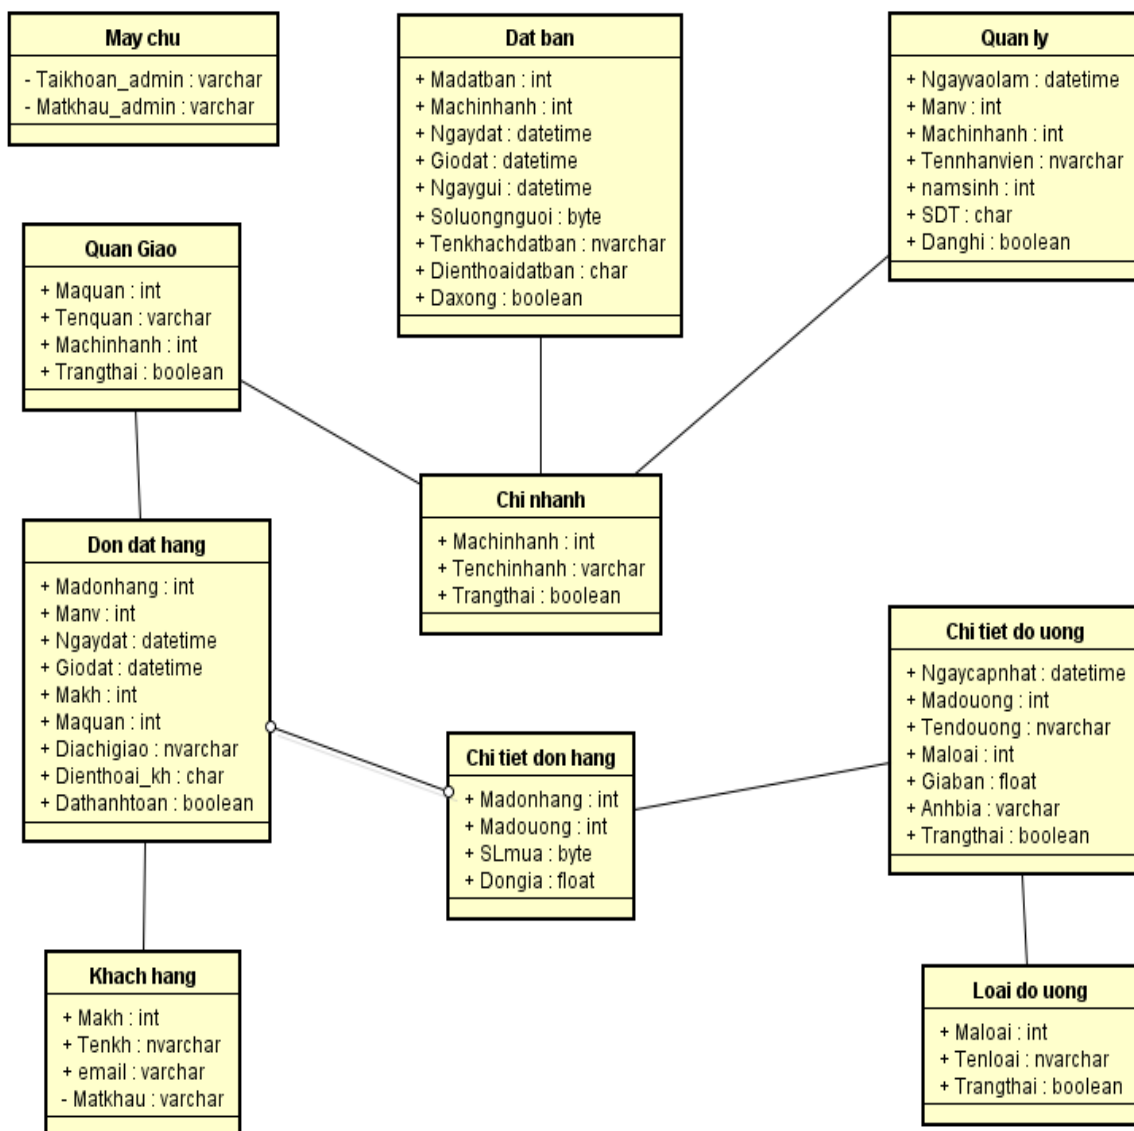 May chu
- Taikhoan_admin : varchar
- Matkhau_admin : varchar
Dat ban
+ Madatban : int
+ Machinhanh : int
+ Ngaydat : datetime
+ Giodat : datetime
+ Ngaygui : datetime
+ Soluongnguoi : byte
+ Tenkhachdatban : nvarchar
+ Dienthoaidatban : char
+ Daxong : boolean
Quan ly
+ Ngayvaolam : datetime
+ Manv : int
+ Machinhanh : int
+ Tennhanvien : nvarchar
+ namsinh : int
+ SDT : char
+ Danghi : boolean
Quan Giao
+ Maquan : int
+ Tenquan : varchar
+ Machinhanh : int
+ Trangthai : boolean
Chi nhanh
+ Machinhanh : int
+ Tenchinhanh : varchar
+ Trangthai : boolean
Don dat hang
+ Madonhang : int
+ Manv : int
+ Ngaydat : datetime
+ Giodat : datetime
+ Makh : int
+ Maquan : int
+ Diachigiao : nvarchar
+ Dienthoai_kh : char
+ Dathanhtoan : boolean
Chi tiet don hang
+ Madonhang : int
+ Madouong : int
+ SLmua : byte
+ Dongia : float
Chi tiet do uong
+ Ngaycapnhat : datetime
+ Madouong : int
+ Tendouong : nvarchar
+ Maloai : int
+ Giaban : float
+ Anhbia : varchar
+ Trangthai : boolean
Khach hang
+ Makh : int
+ Tenkh : nvarchar
+ email : varchar
- Matkhau : varchar
Loai do uong
+ Maloai : int
+ Tenloai : nvarchar
+ Trangthai : boolean